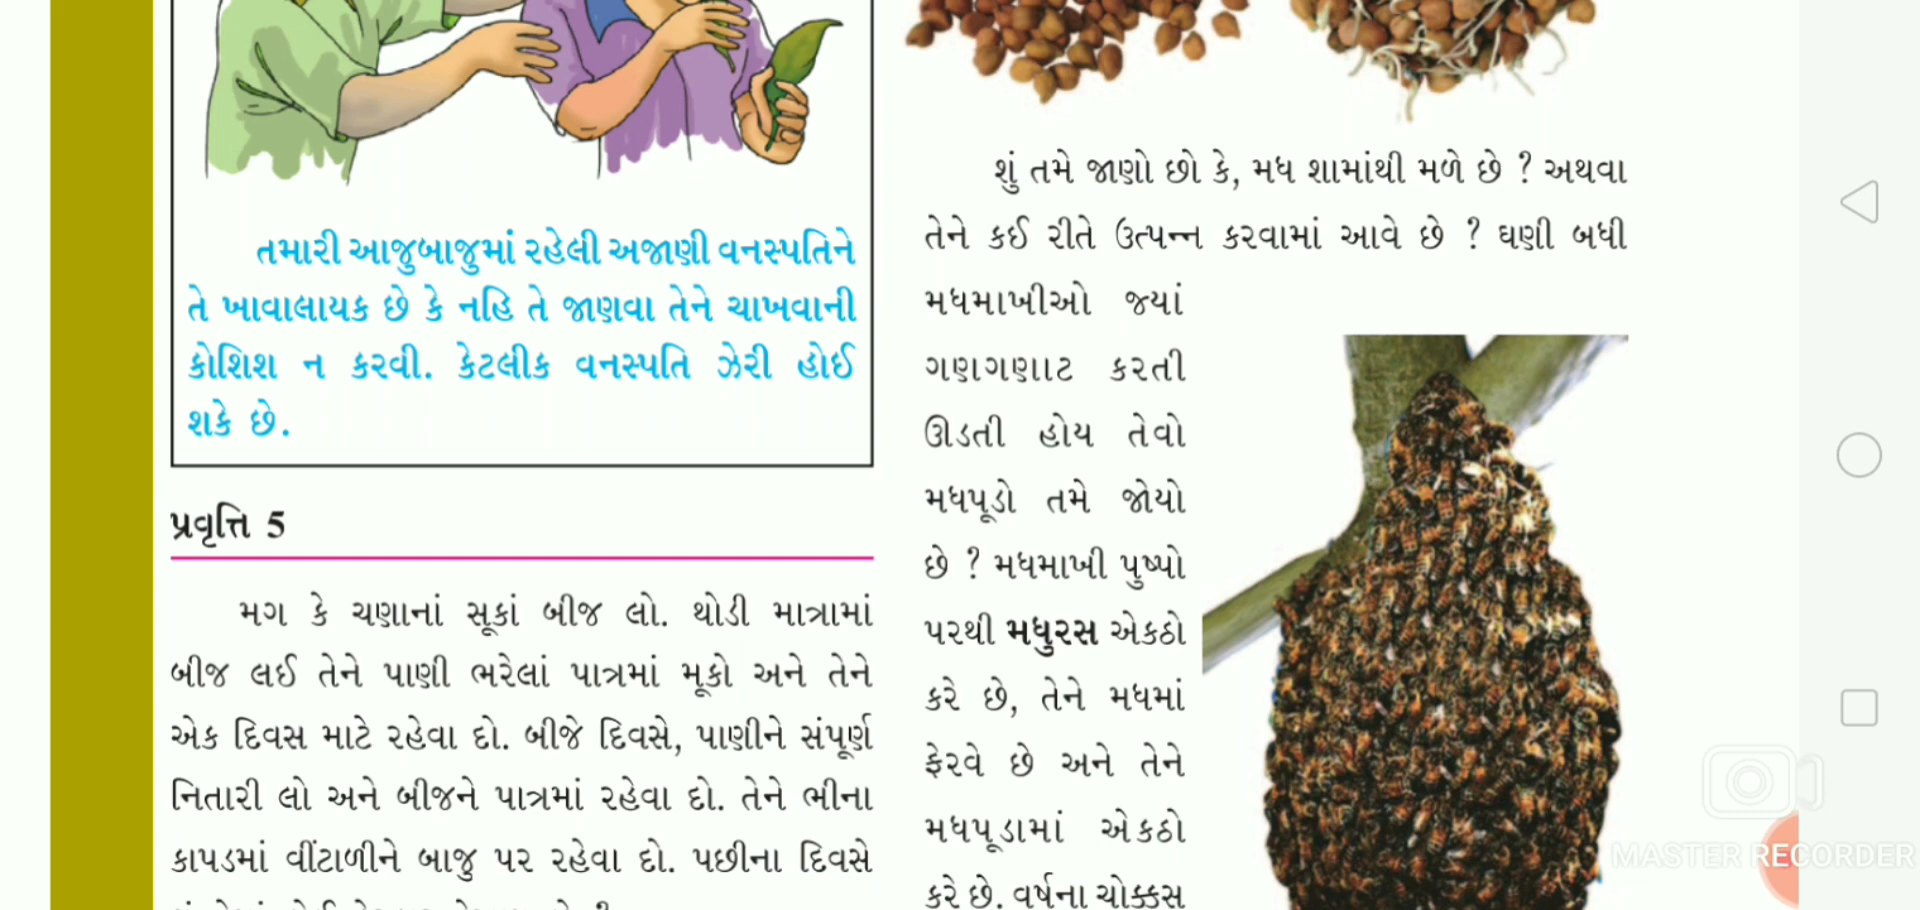 તમારી આજુબાજુમાં રહેલી અજાણી વનસ્પતિને
તે ખાવાલાયક છે કે નહિ તે જાણવા તેને ચાખવાની
કોશિશ ન કરવી. કેટલીક વનસ્પતિ ઝેરી હોઈ
શકે છે.
પ્રવૃત્તિ 5
મગ કે ચણાનાં સૂકાં બીજ લો. થોડી માત્રામાં
બીજ લઈ તેને પાણી ભરેલાં પાત્રમાં મૂકો અને તેને
એક દિવસ માટે રહેવા દો. બીજે દિવસે, પાણીને સંપૂર્ણ
નિતારી લો અને બીજને પાત્રમાં રહેવા દો. તેને ભીના
કાપડમાં વીંટાળીને બાજુ પર રહેવા દો. પછીના દિવસે
શું તમે જાણો છો કે, મધ શામાંથી મળે છે ? અથવા
તેને કઈ રીતે ઉત્પન્ન કરવામાં આવે છે ? ઘણી બધી
મધમાખીઓ જ્યાં
ગણગણાટ કરતી
ઊડતી હોય તેવો
મધપૂડો તમે જોયો
છે ? મધમાખી પુષ્પો
પરથી મધુરસ એકઠો
કરે છે, તેને મધમાં
ફેરવે છે અને તેને
મધપૂડામાં એકઠો
કરે છે. વર્ષના ચોક્કસ
MASTER RECORDER